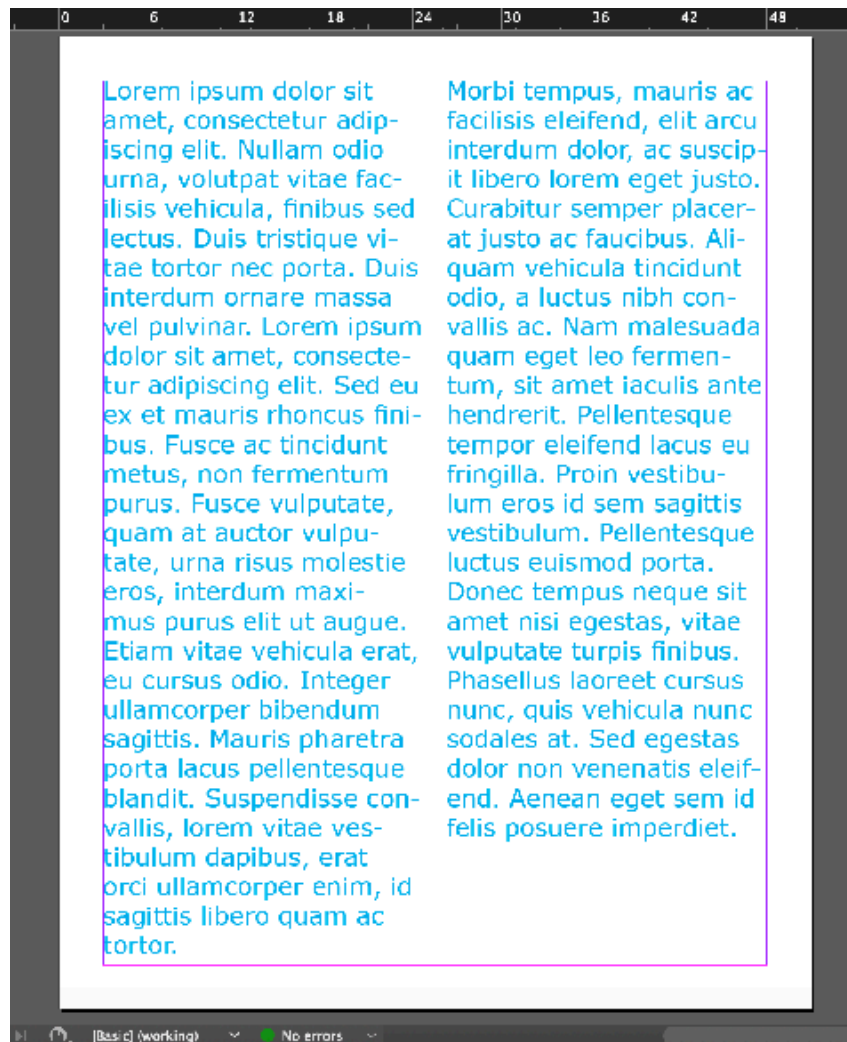 0 6 12 18 24 30 36 42 48
Lorem ipsum dolor sit
amet, consectetur adip-
iscing elit. Nullam odio
urna, volutpat vitae fac-
ilisis vehicula, finibus sed
lectus. Duis tristique vi-
tae tortor nec porta. Duis
interdum ornare massa
vel pulvinar. Lorem ipsum
dolor sit amet, consecte-
tur adipiscing elit. Sed eu
ex et mauris rhoncus fini-
bus. Fusce ac tincidunt
metus, non fermentum
purus. Fusce vulputate,
quam at auctor vulpu-
tate, urna risus molestie
eros, interdum maxi-
mus purus elit ut augue.
Etiam vitae vehicula erat,
eu cursus odio. Integer
ullamcorper bibendum
sagittis. Mauris pharetra
porta lacus pellentesque
blandit. Suspendisse con-
vallis, lorem vitae ves-
tibulum dapibus, erat
orci ullamcorper enim, id
sagittis libero quam ac
tortor.
Morbi tempus, mauris ac
facilisis eleifend, elit arcu
interdum dolor, ac suscip-
it libero lorem eget justo.
Curabitur semper placer-
at justo ac faucibus. Ali-
quam vehicula tincidunt
odio, a luctus nibh con-
vallis ac. Nam malesuada
quam eget leo fermen-
tum, sit amet iaculis ante
hendrerit. Pellentesque
tempor eleifend lacus eu
fringilla. Proin vestibu-
lum eros id sem sagittis
vestibulum. Pellentesque
luctus euismod porta.
Donec tempus neque sit
amet nisi egestas, vitae
vulputate turpis finibus.
Phasellus laoreet cursus
nunc, quis vehicula nunc
sodales at. Sed egestas
dolor non venenatis eleif-
end. Aenean eget sem id
felis posuere imperdiet.
[Basic] (working) No errors